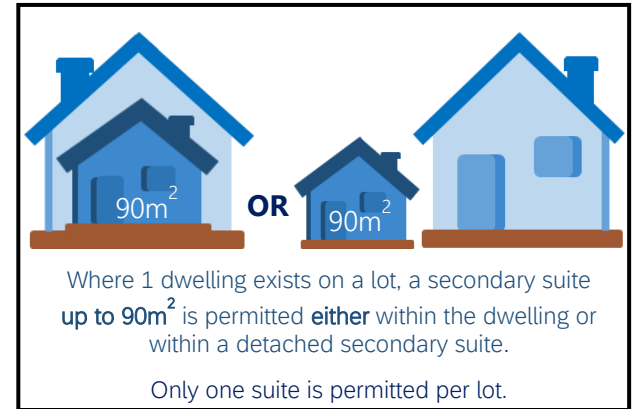 90m²
OR
90m²
Where 1 dwelling exists on a lot, a secondary suite
up to 90m² is permitted either within the dwelling or
within a detached secondary suite.
Only one suite is permitted per lot.